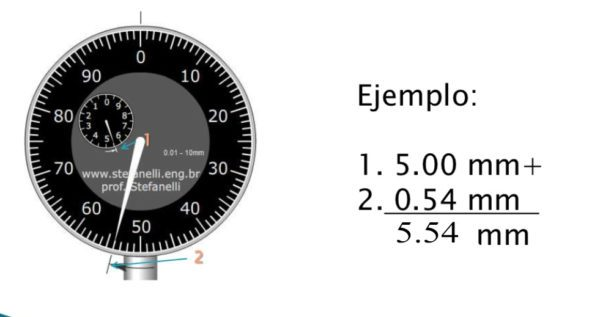 0
90 10
80 20
70 30
60 40
50
0
1 9
2 8
3 7
4 6
5
1
0.01 - 10mm
www.stefanelli.eng.br
prof. Stefanelli
2
Ejemplo:
1. 5.00 mm+
2. 0.54 mm
5.54 mm